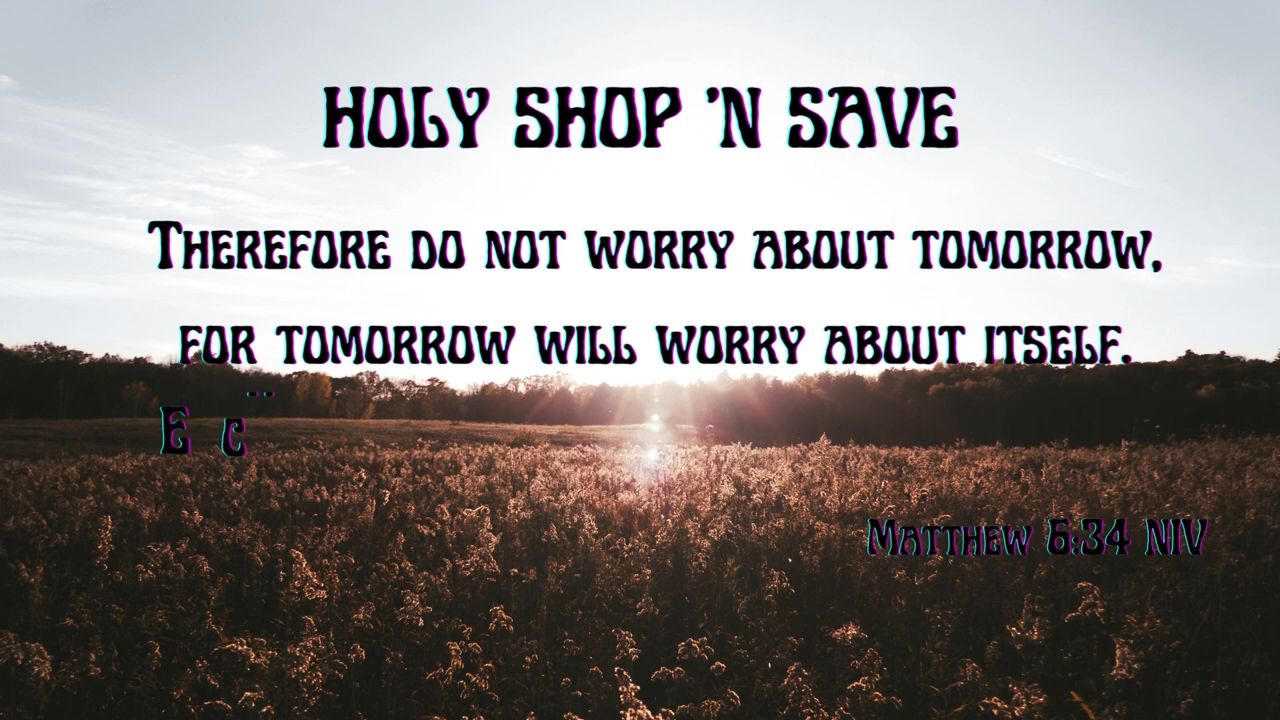 HOLY SHOP 'N SAVE
Therefore do not worry about tomorrow,
for tomorrow will worry about itself.
E c¨
Matthew 6:34 NIV